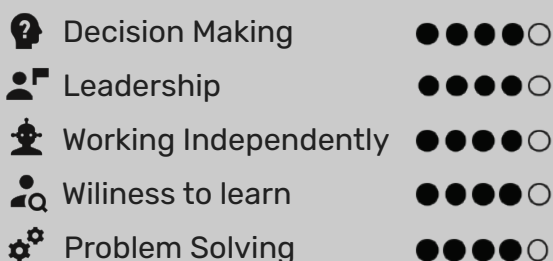 Decision Making
Leadership
Working Independently
Wiliness to learn
Problem Solving